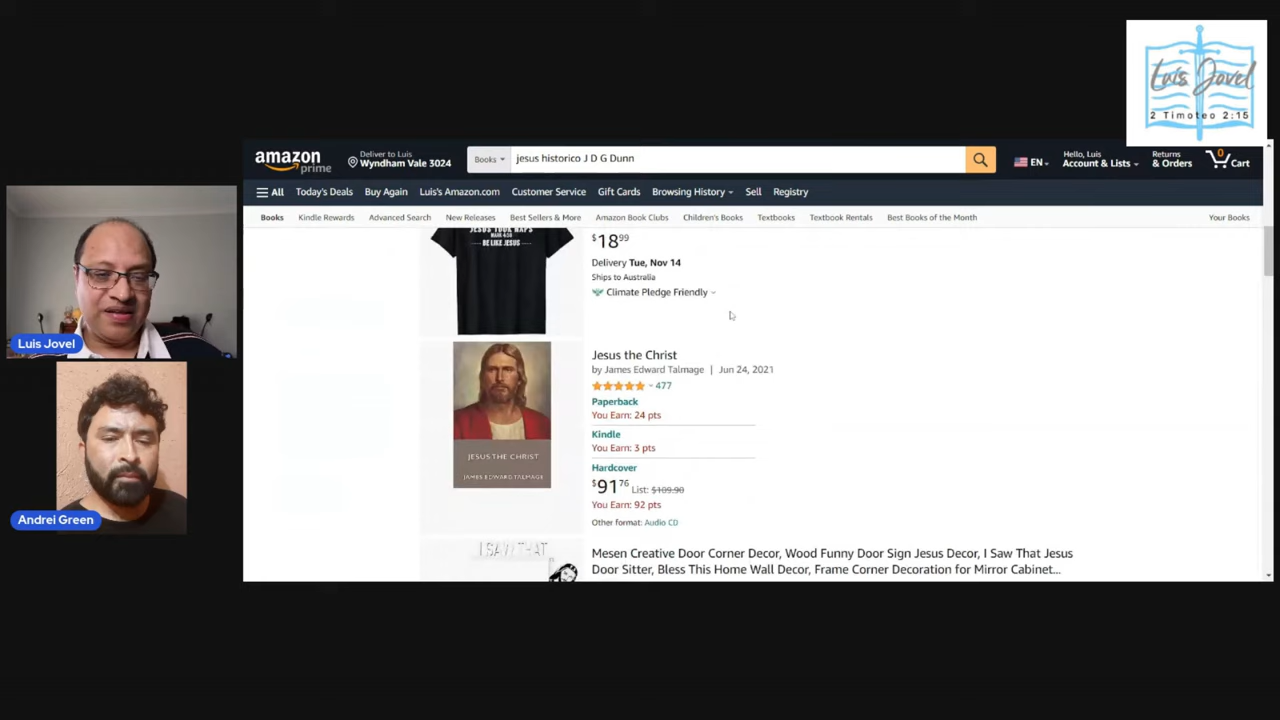 Luis Jovel
2 Timoteo 2:15
amazon
prime
Deliver to Luis
Wyndham Vale 3024
Books
jesus historico J D G Dunn
EN
Hello, Luis
Account & Lists
Returns
& Orders
0
Cart
All
Today's Deals
Buy Again
Luis's Amazon.com
Customer Service
Gift Cards
Browsing History
Sell
Registry
Books
Kindle Rewards
Advanced Search
New Releases
Best Sellers & More
Amazon Book Clubs
Children's Books
Textbooks
Textbook Rentals
Best Books of the Month
Your Books
BE LIKE JESUS
$18.99
Delivery Tue, Nov 14
Ships to Australia
Climate Pledge Friendly
JESUS THE CHRIST
JAMES EDWARD TALMAGE
Jesus the Christ
by James Edward Talmage | Jun 24, 2021
477
Paperback
You Earn: 24 pts
Kindle
You Earn: 3 pts
Hardcover
$91.76 List: $109.90
You Earn: 92 pts
Other format: Audio CD
I SAW THAT
Mesen Creative Door Corner Decor, Wood Funny Door Sign Jesus Decor, I Saw That Jesus
Door Sitter, Bless This Home Wall Decor, Frame Corner Decoration for Mirror Cabinet...
Luis Jovel
Andrei Green